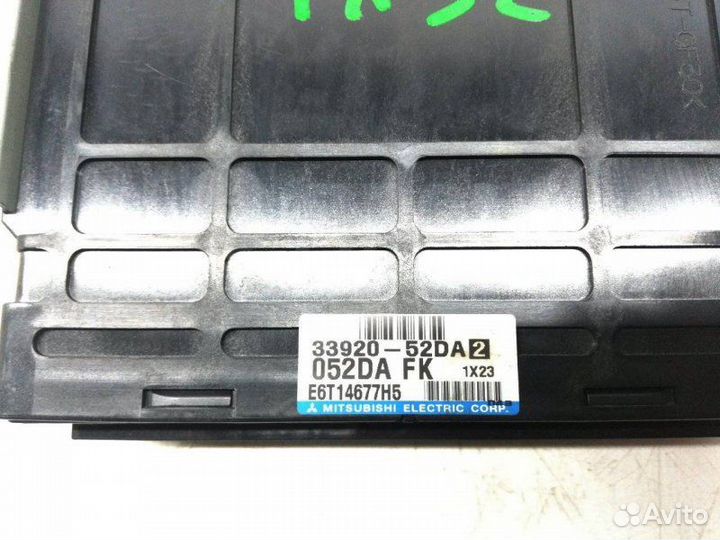 33920-52DA2
052DA FK 1X23
E6T14677H5
MITSUBISHI ELECTRIC CORP.
Avito